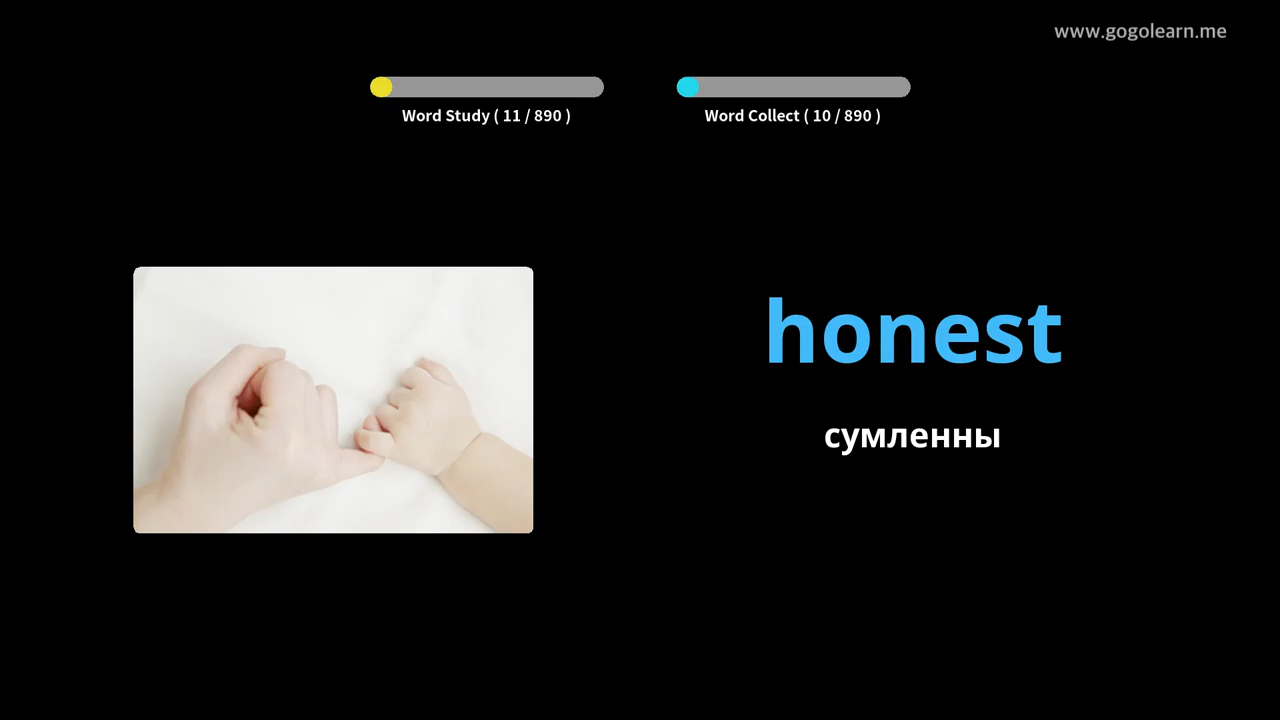 www.gogolearn.me
Word Study ( 11 / 890 )
Word Collect ( 10 / 890 )
honest
сумленны